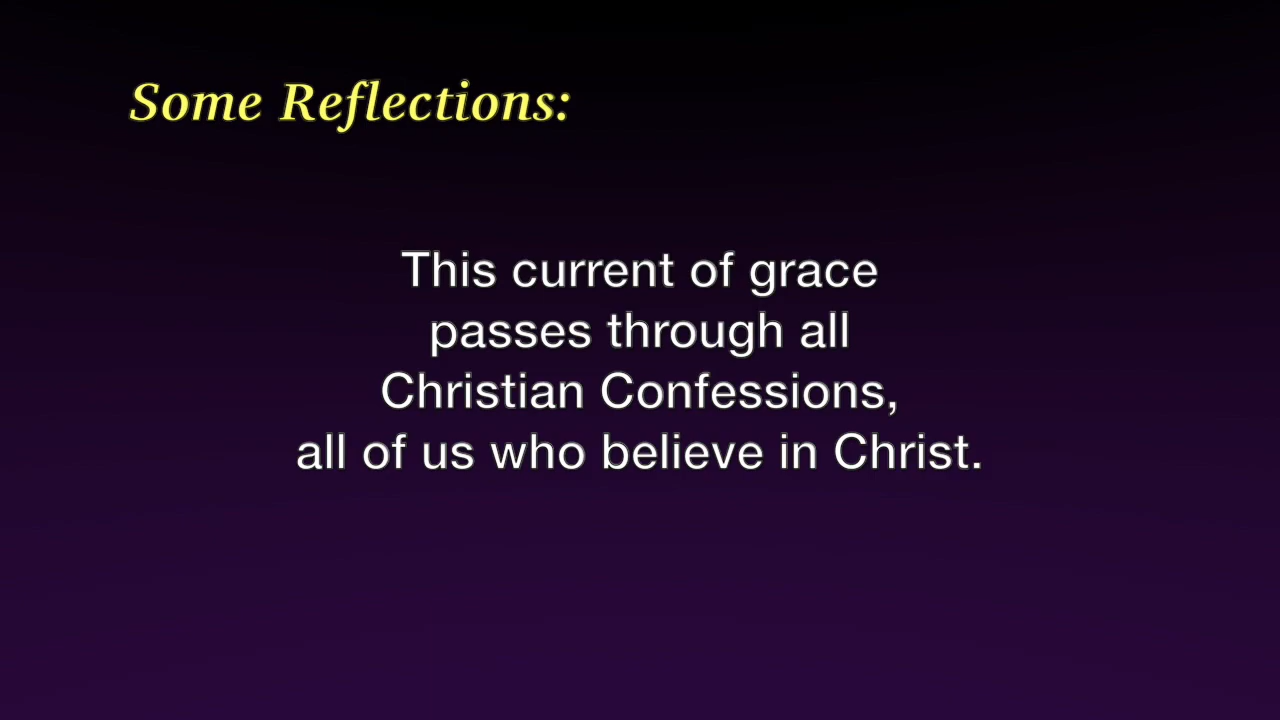 Some Reflections:
This current of grace
passes through all
Christian Confessions,
all of us who believe in Christ.